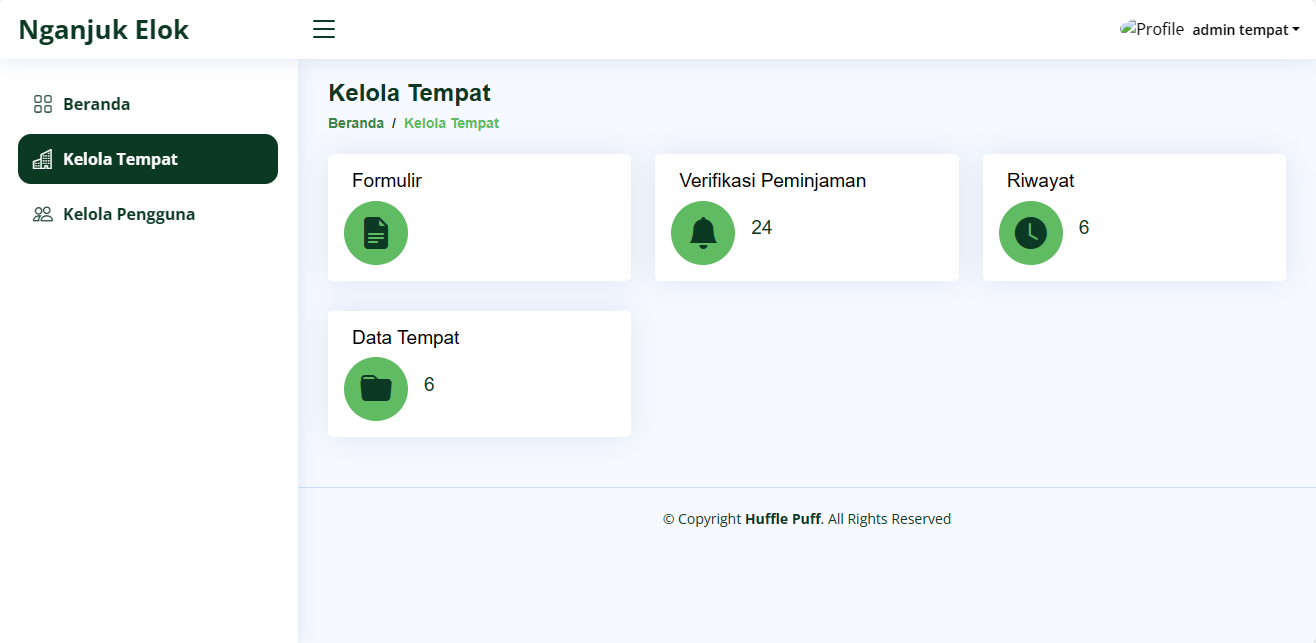 Nganjuk Elok
Profile admin tempat
Beranda
Kelola Tempat
Kelola Pengguna
Kelola Tempat
Beranda / Kelola Tempat
Formulir
Verifikasi Peminjaman
24
Riwayat
6
Data Tempat
6
© Copyright Huffle Puff. All Rights Reserved